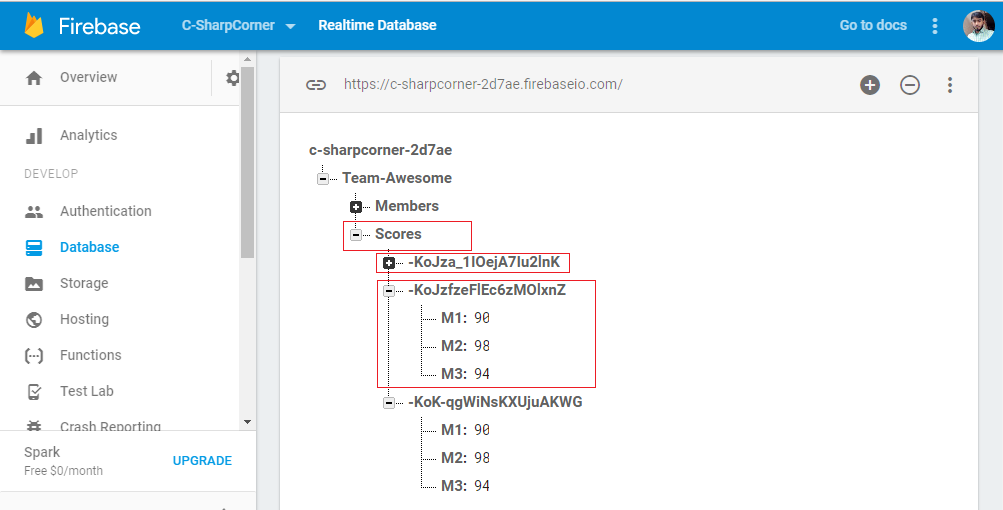 Firebase C-SharpCorner Realtime Database Go to docs
Overview
https://c-sharpcorner-2d7ae.firebaseio.com/
Analytics
DEVELOP
Authentication
Database
Storage
Hosting
Functions
Test Lab
Crash Reporting
Spark
Free $0/month
UPGRADE
c-sharpcorner-2d7ae
Team-Awesome
Members
Scores
-KoJza_1IOejA7Iu2lnK
-KoJzfzeFlEc6zMOlxnZ
M1: 90
M2: 98
M3: 94
-KoK-qgWiNsKXUjuAKWG
M1: 90
M2: 98
M3: 94